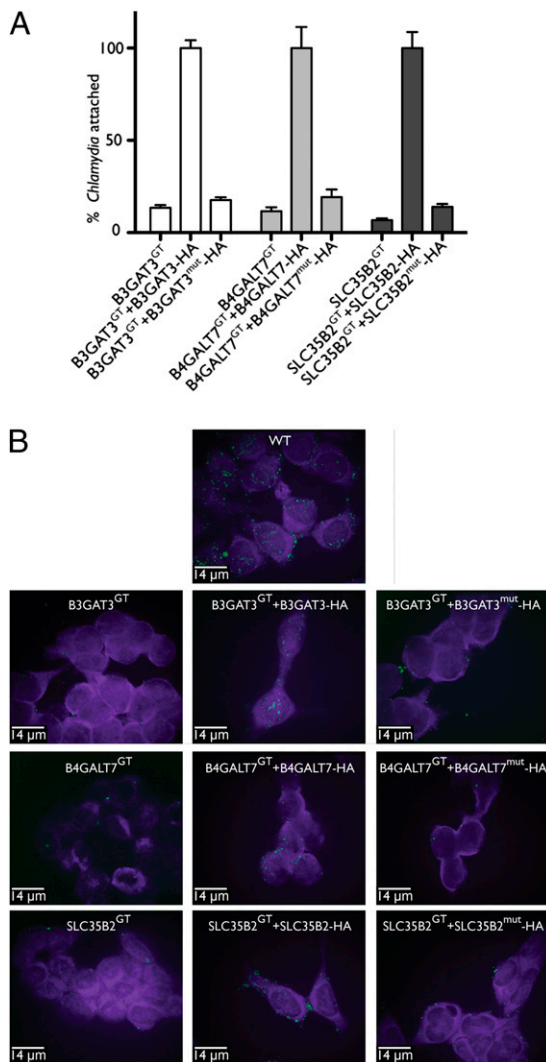 A
% Chlamydia attached
100
50
0
B3GAT3GT
B3GAT3GT+B3GAT3-HA
B3GAT3GT+B3GAT3mut-HA
B4GALT7GT
B4GALT7GT+B4GALT7-HA
B4GALT7GT+B4GALT7mut-HA
SLC35B2GT
SLC35B2GT+SLC35B2-HA
SLC35B2GT+SLC35B2mut-HA
B
WT
14 μm
B3GAT3GT
14 μm
B3GAT3GT+B3GAT3-HA
14 μm
B3GAT3GT+B3GAT3mut-HA
14 μm
B4GALT7GT
14 μm
B4GALT7GT+B4GALT7-HA
14 μm
B4GALT7GT+B4GALT7mut-HA
14 μm
SLC35B2GT
14 μm
SLC35B2GT+SLC35B2-HA
14 μm
SLC35B2GT+SLC35B2mut-HA
14 μm